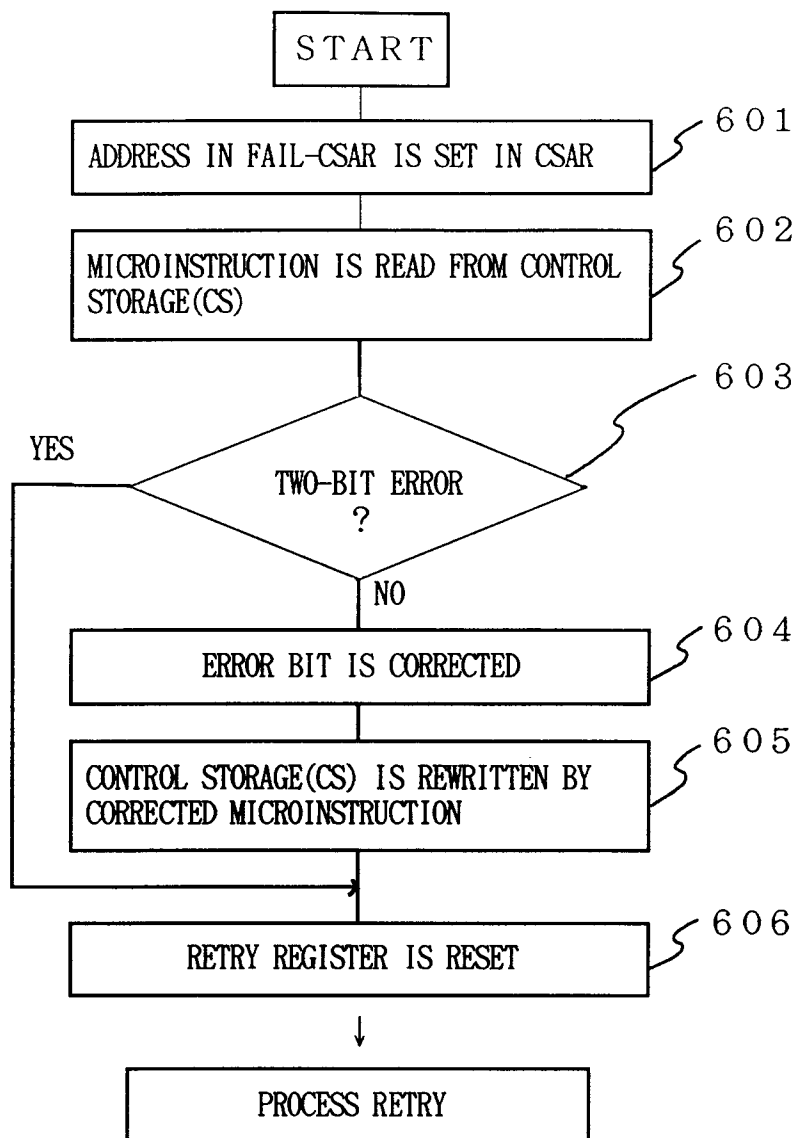 START
601
ADDRESS IN FAIL-CSAR IS SET IN CSAR
602
MICROINSTRUCTION IS READ FROM CONTROL
STORAGE(CS)
603
YES
TWO-BIT ERROR
?
NO
604
ERROR BIT IS CORRECTED
605
CONTROL STORAGE(CS) IS REWRITTEN BY
CORRECTED MICROINSTRUCTION
606
RETRY REGISTER IS RESET
PROCESS RETRY